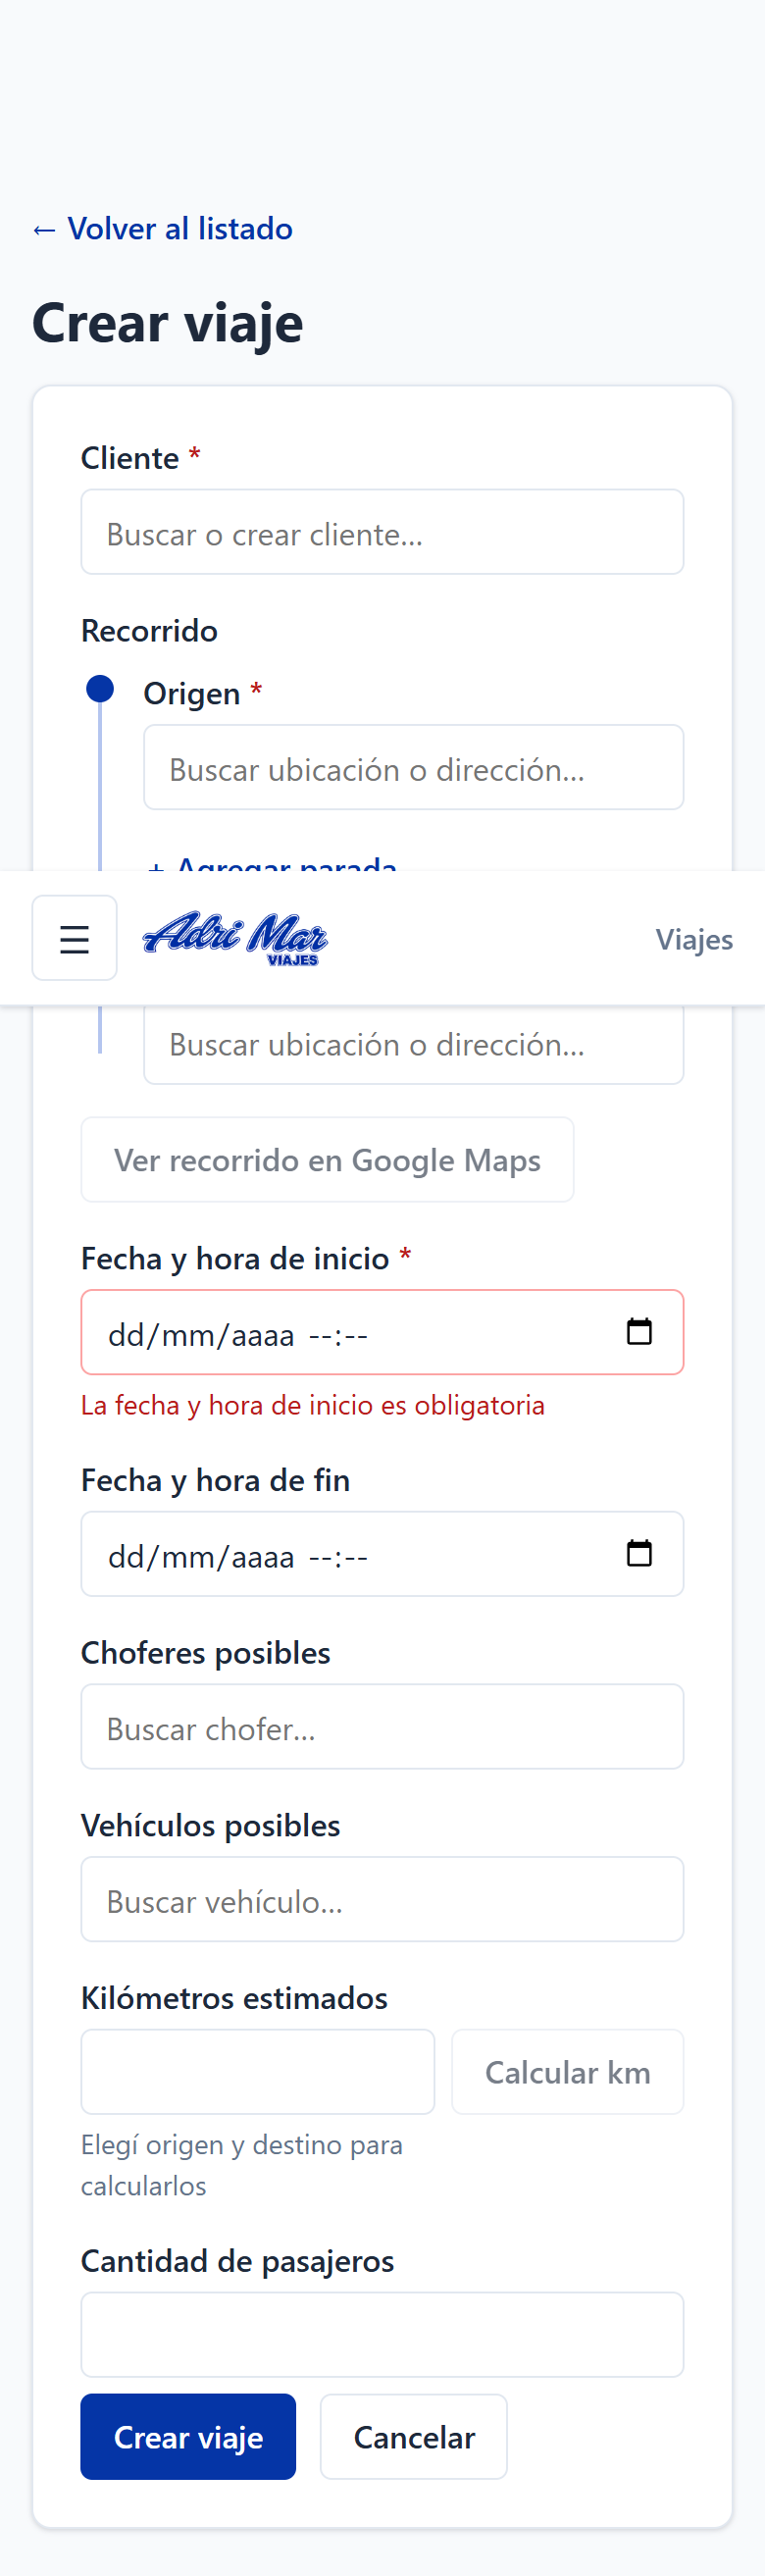 ← Volver al listado
Crear viaje
Cliente *
Buscar o crear cliente...
Recorrido
Origen *
Buscar ubicación o dirección...
+ Agregar parada
☰ Adri Mar VIAJES Viajes
Buscar ubicación o dirección...
Ver recorrido en Google Maps
Fecha y hora de inicio *
dd/mm/aaaa --:--
La fecha y hora de inicio es obligatoria
Fecha y hora de fin
dd/mm/aaaa --:--
Choferes posibles
Buscar chofer...
Vehículos posibles
Buscar vehículo...
Kilómetros estimados
Calcular km
Elegí origen y destino para
calcularlos
Cantidad de pasajeros
Crear viaje Cancelar